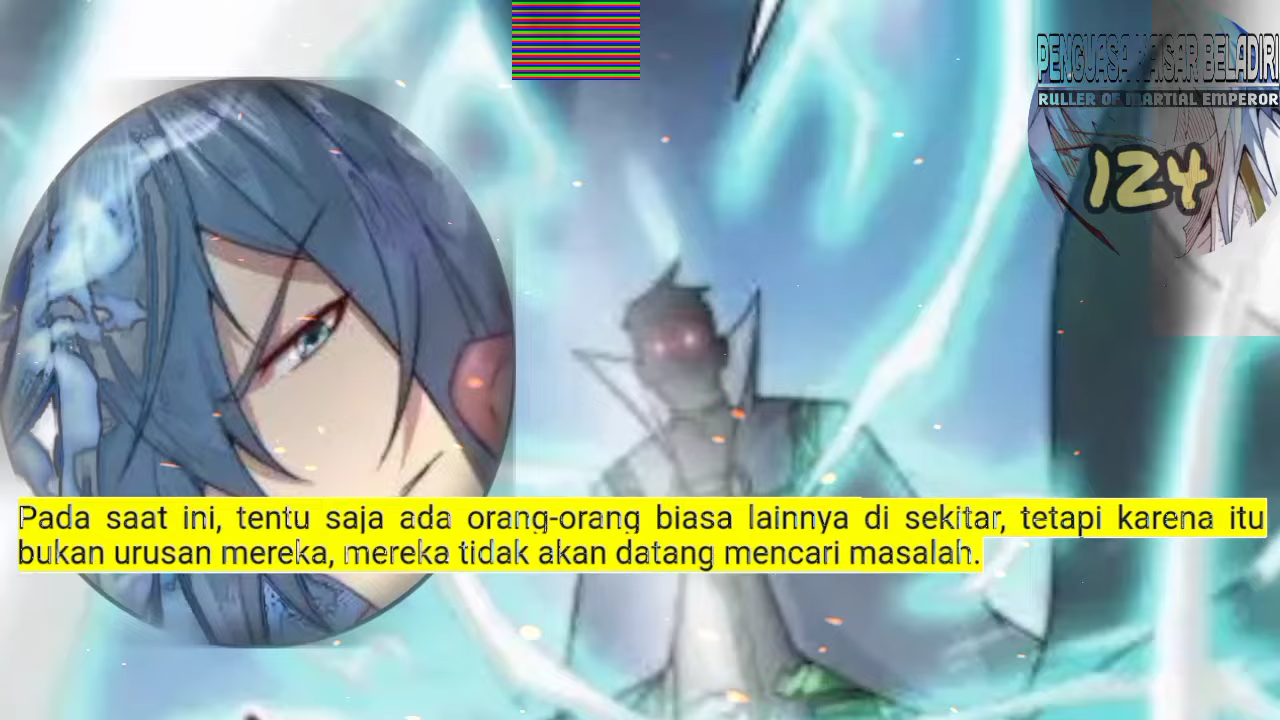 PENGUASA KAISAR BELADIRI
RULLER OF MARTIAL EMPEROR
124
Pada saat ini, tentu saja ada orang-orang biasa lainnya di sekitar, tetapi karena itu
bukan urusan mereka, mereka tidak akan datang mencari masalah.